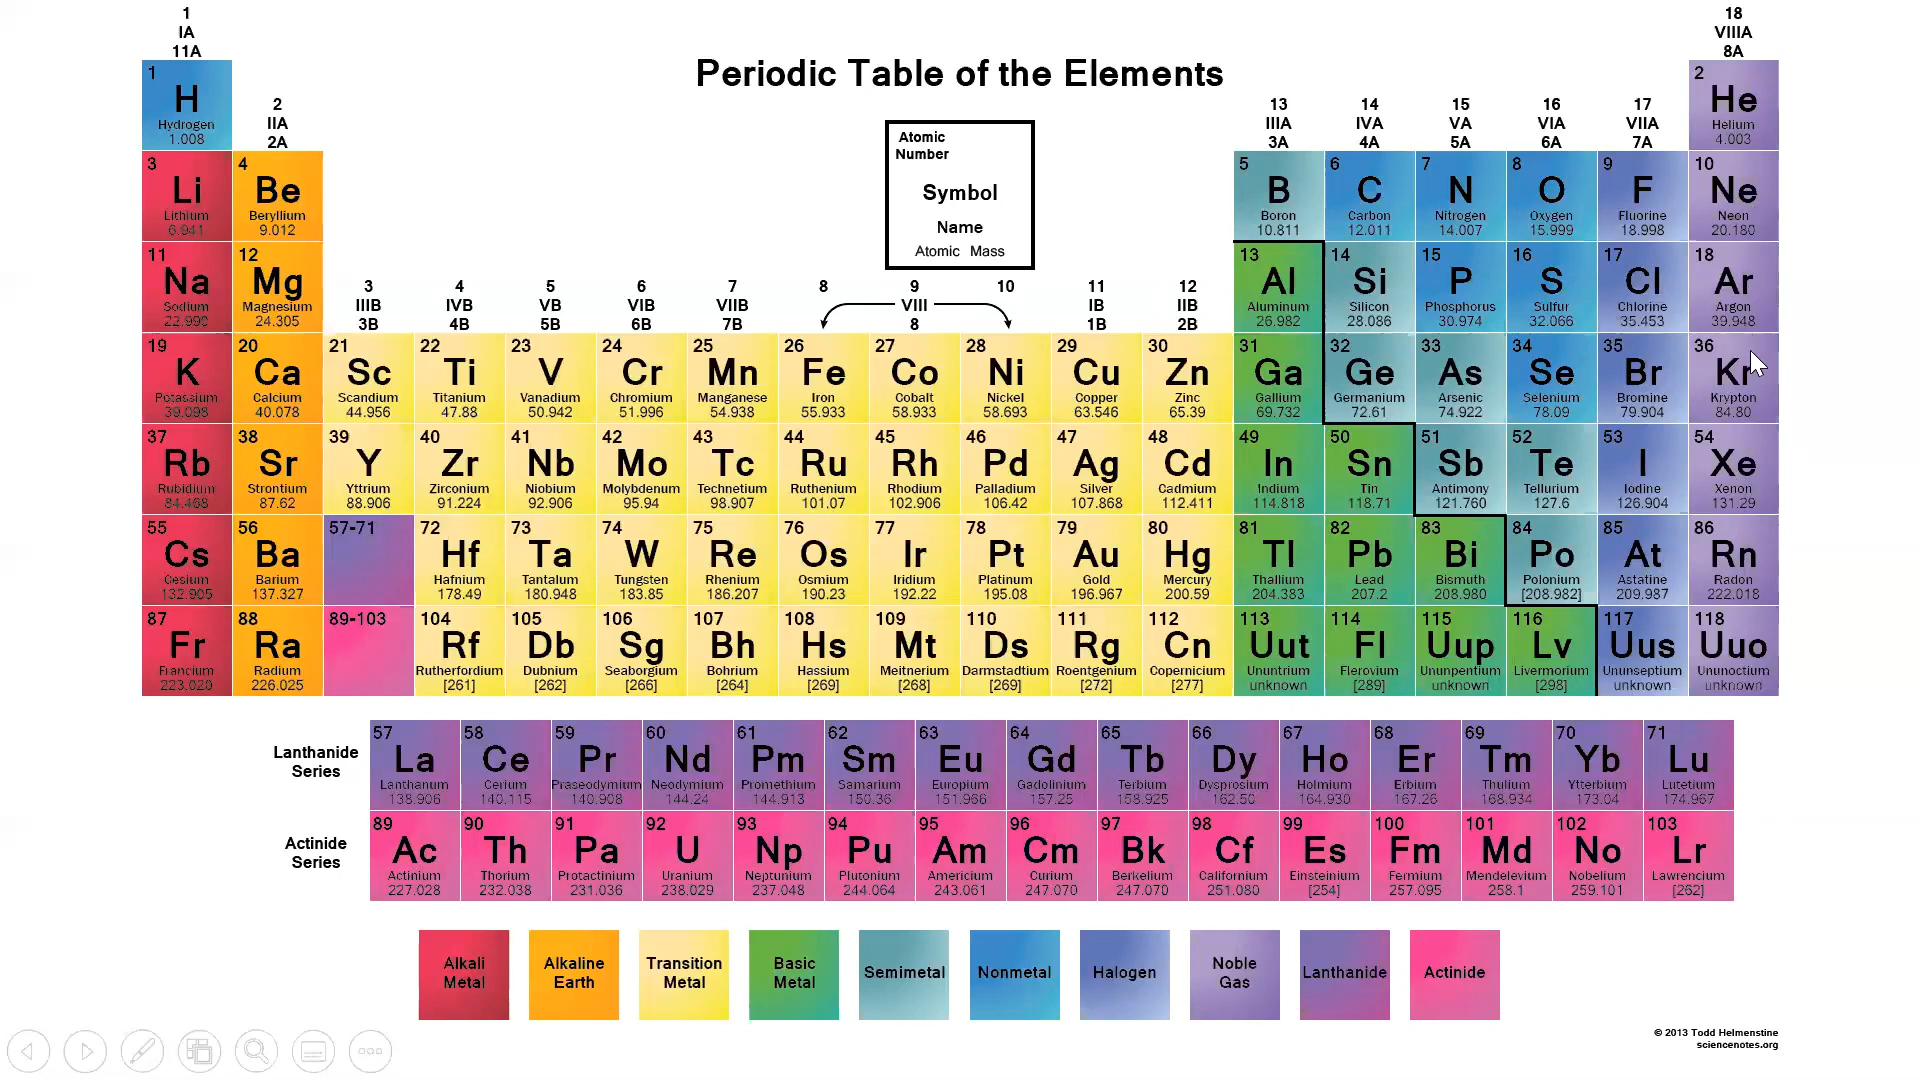 1
IA
11A
18
VIIIA
8A
Periodic Table of the Elements
1
H
Hydrogen
1.008
2
IIA
2A
13
IIIA
3A
14
IVA
4A
15
VA
5A
16
VIA
6A
17
VIIA
7A
2
He
Helium
4.003
Atomic
Number
Symbol
Name
Atomic Mass
3
Li
Lithium
6.941
4
Be
Beryllium
9.012
5
B
Boron
10.811
6
C
Carbon
12.011
7
N
Nitrogen
14.007
8
O
Oxygen
15.999
9
F
Fluorine
18.998
10
Ne
Neon
20.180
11
Na
Sodium
22.990
12
Mg
Magnesium
24.305
3
IIIB
3B
4
IVB
4B
5
VB
5B
6
VIB
6B
7
VIIB
7B
8
9
10
VIII
8
11
IB
1B
12
IIB
2B
13
Al
Aluminum
26.982
14
Si
Silicon
28.086
15
P
Phosphorus
30.974
16
S
Sulfur
32.066
17
Cl
Chlorine
35.453
18
Ar
Argon
39.948
19
K
Potassium
39.098
20
Ca
Calcium
40.078
21
Sc
Scandium
44.956
22
Ti
Titanium
47.88
23
V
Vanadium
50.942
24
Cr
Chromium
51.996
25
Mn
Manganese
54.938
26
Fe
Iron
55.933
27
Co
Cobalt
58.933
28
Ni
Nickel
58.693
29
Cu
Copper
63.546
30
Zn
Zinc
65.39
31
Ga
Gallium
69.732
32
Ge
Germanium
72.61
33
As
Arsenic
74.922
34
Se
Selenium
78.09
35
Br
Bromine
79.904
36
Kr
Krypton
84.80
37
Rb
Rubidium
84.468
38
Sr
Strontium
87.62
39
Y
Yttrium
88.906
40
Zr
Zirconium
91.224
41
Nb
Niobium
92.906
42
Mo
Molybdenum
95.94
43
Tc
Technetium
98.907
44
Ru
Ruthenium
101.07
45
Rh
Rhodium
102.906
46
Pd
Palladium
106.42
47
Ag
Silver
107.868
48
Cd
Cadmium
112.411
49
In
Indium
114.818
50
Sn
Tin
118.71
51
Sb
Antimony
121.760
52
Te
Tellurium
127.6
53
I
Iodine
126.904
54
Xe
Xenon
131.29
55
Cs
Cesium
132.905
56
Ba
Barium
137.327
57-71
72
Hf
Hafnium
178.49
73
Ta
Tantalum
180.948
74
W
Tungsten
183.85
75
Re
Rhenium
186.207
76
Os
Osmium
190.23
77
Ir
Iridium
192.22
78
Pt
Platinum
195.08
79
Au
Gold
196.967
80
Hg
Mercury
200.59
81
Tl
Thallium
204.383
82
Pb
Lead
207.2
83
Bi
Bismuth
208.980
84
Po
Polonium
[208.982]
85
At
Astatine
209.987
86
Rn
Radon
222.018
87
Fr
Francium
223.020
88
Ra
Radium
226.025
89-103
104
Rf
Rutherfordium
[261]
105
Db
Dubnium
[262]
106
Sg
Seaborgium
[266]
107
Bh
Bohrium
[264]
108
Hs
Hassium
[269]
109
Mt
Meitnerium
[268]
110
Ds
Darmstadtium
[269]
111
Rg
Roentgenium
[272]
112
Cn
Copernicium
[277]
113
Uut
Ununtrium
unknown
114
Fl
Flerovium
[289]
115
Uup
Ununpentium
unknown
116
Lv
Livermorium
[298]
117
Uus
Ununseptium
unknown
118
Uuo
Ununoctium
unknown
Lanthanide
Series
57
La
Lanthanum
138.906
58
Ce
Cerium
140.115
59
Pr
Praseodymium
140.908
60
Nd
Neodymium
144.24
61
Pm
Promethium
144.913
62
Sm
Samarium
150.36
63
Eu
Europium
151.966
64
Gd
Gadolinium
157.25
65
Tb
Terbium
158.925
66
Dy
Dysprosium
162.50
67
Ho
Holmium
164.930
68
Er
Erbium
167.26
69
Tm
Thulium
168.934
70
Yb
Ytterbium
173.04
71
Lu
Lutetium
174.967
Actinide
Series
89
Ac
Actinium
227.028
90
Th
Thorium
232.038
91
Pa
Protactinium
231.036
92
U
Uranium
238.029
93
Np
Neptunium
237.048
94
Pu
Plutonium
244.064
95
Am
Americium
243.061
96
Cm
Curium
247.070
97
Bk
Berkelium
247.070
98
Cf
Californium
251.080
99
Es
Einsteinium
[254]
100
Fm
Fermium
257.095
101
Md
Mendelevium
258.1
102
No
Nobelium
259.101
103
Lr
Lawrencium
[262]
Alkali
Metal
Alkaline
Earth
Transition
Metal
Basic
Metal
Semimetal
Nonmetal
Halogen
Noble
Gas
Lanthanide
Actinide
© 2013 Todd Helmenstine
sciencenotes.org